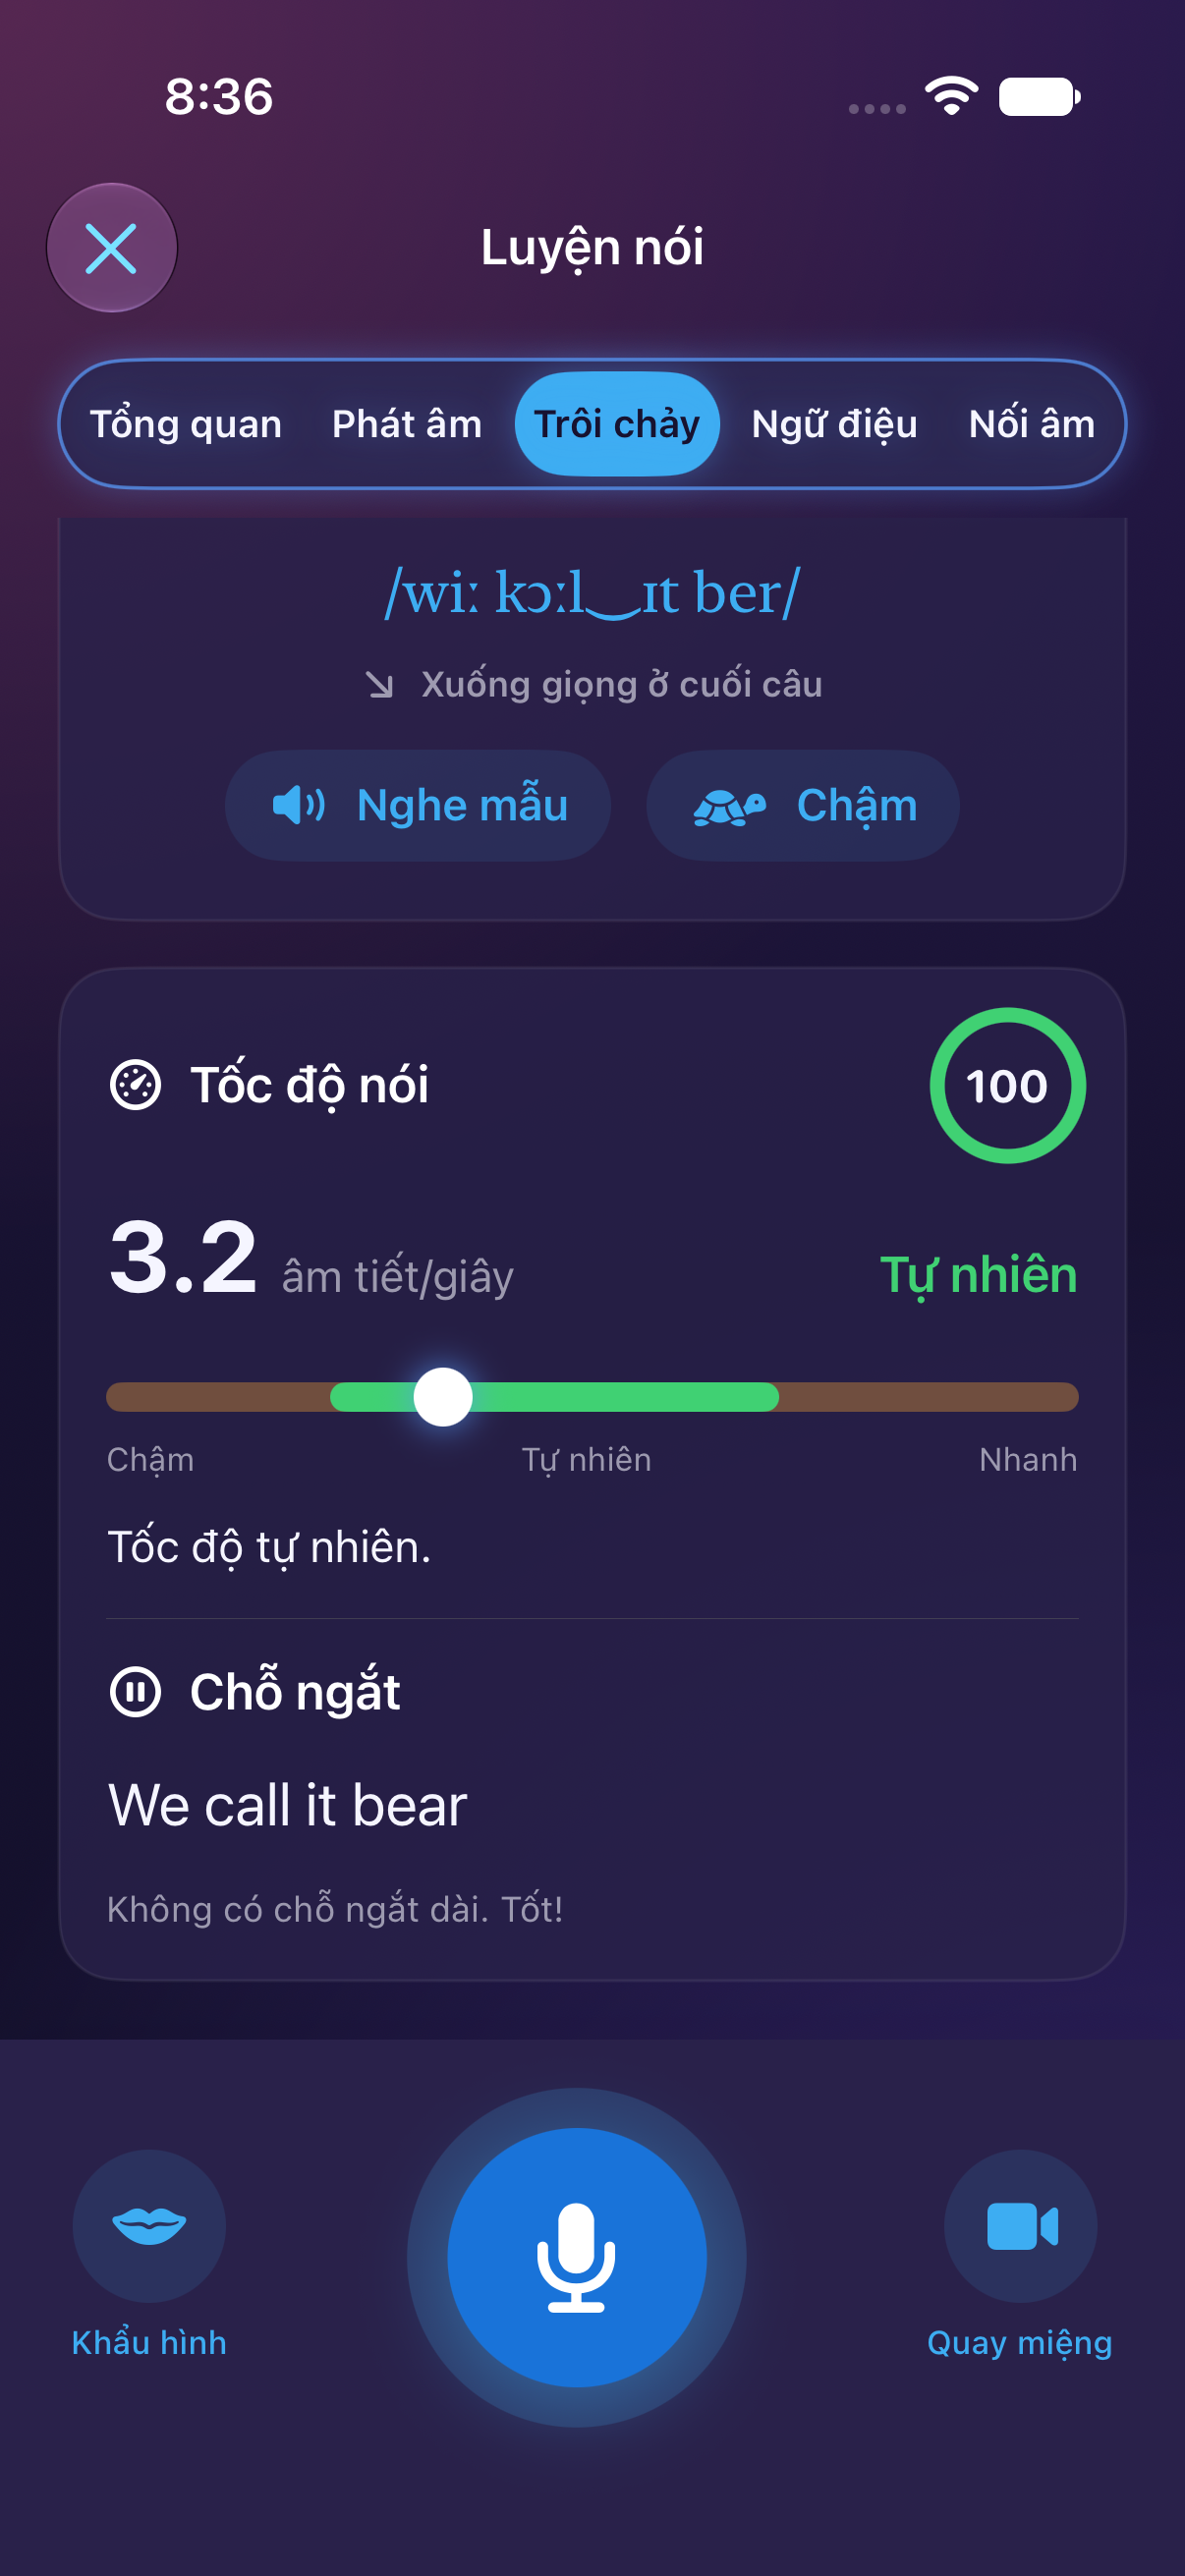 8:36
Luyện nói
Tổng quan Phát âm Trôi chảy Ngữ điệu Nối âm
/wiː kɔːl‿ɪt ber/
Xuống giọng ở cuối câu
Nghe mẫu Chậm
Tốc độ nói 100
3.2 âm tiết/giây Tự nhiên
Chậm Tự nhiên Nhanh
Tốc độ tự nhiên.
Chỗ ngắt
We call it bear
Không có chỗ ngắt dài. Tốt!
Khẩu hình Quay miệng